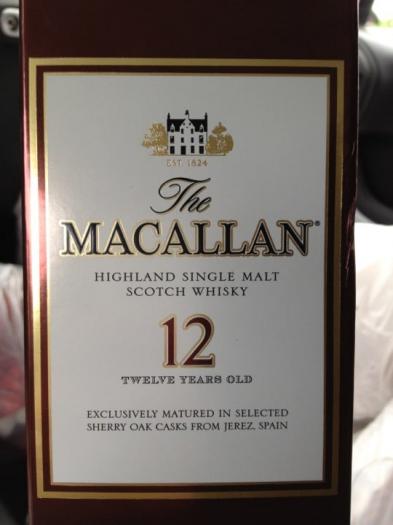 EST. 1824
The
MACALLAN®
HIGHLAND SINGLE MALT
SCOTCH WHISKY
12
TWELVE YEARS OLD
EXCLUSIVELY MATURED IN SELECTED
SHERRY OAK CASKS FROM JEREZ, SPAIN